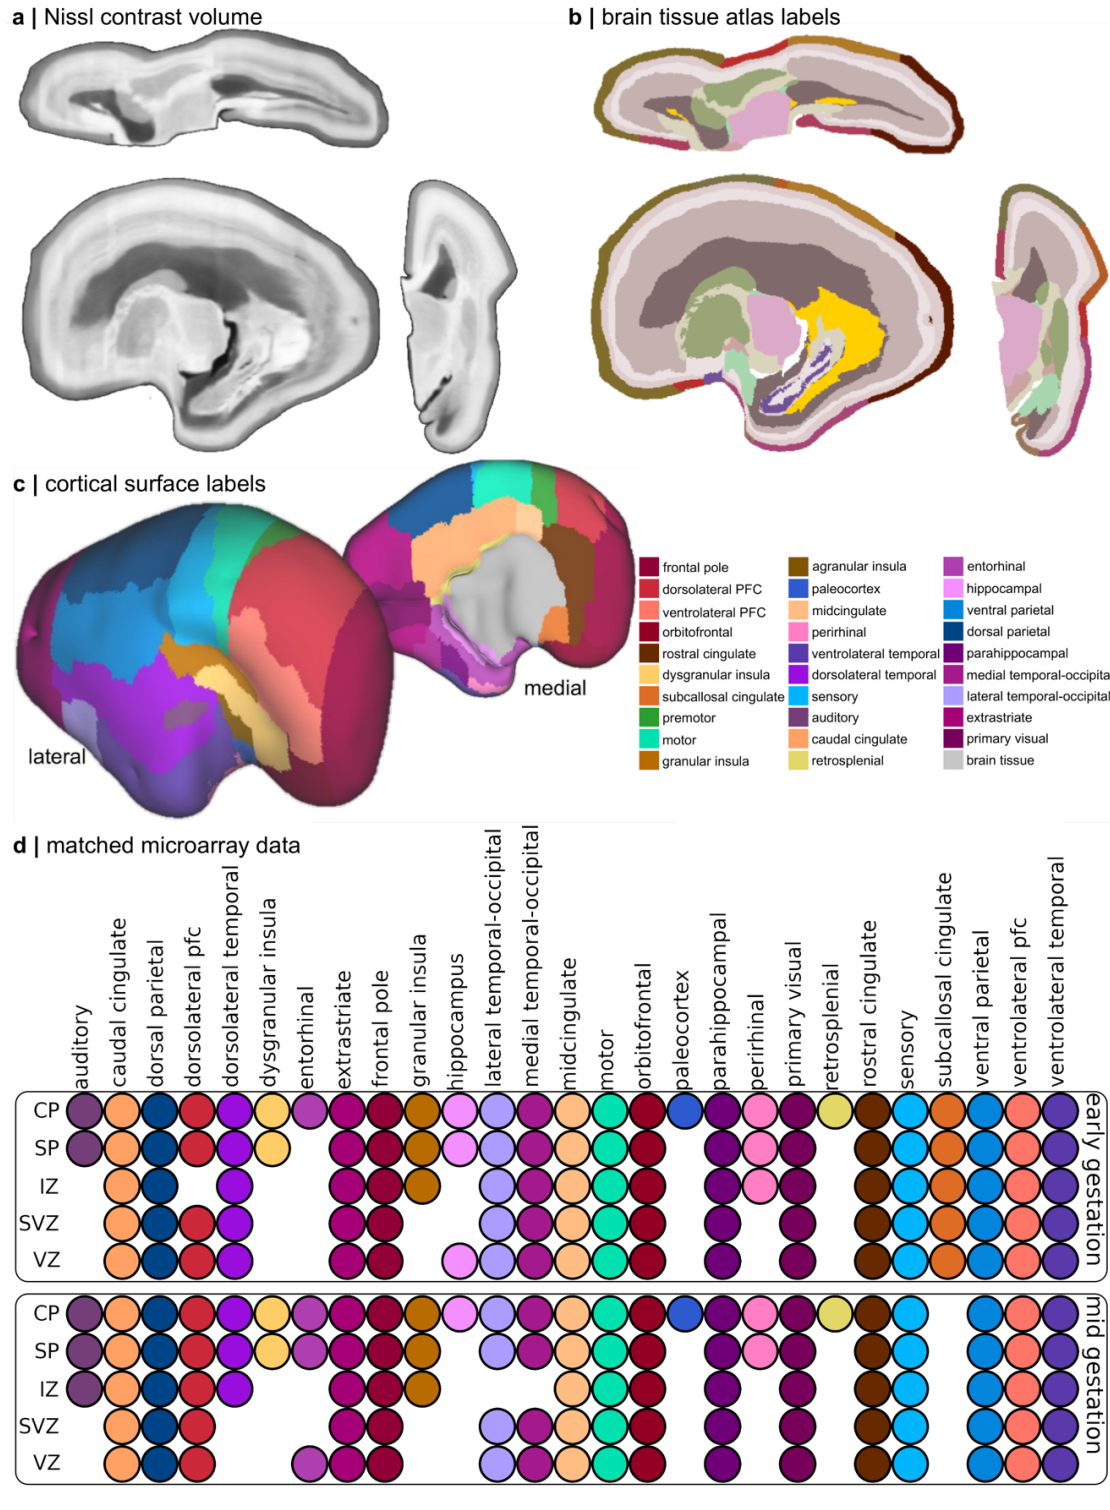 a | Nissl contrast volume
b | brain tissue atlas labels
c | cortical surface labels
lateral
medial
frontal pole
dorsolateral PFC
ventrolateral PFC
orbitofrontal
rostral cingulate
dysgranular insula
subcallosal cingulate
premotor
motor
granular insula
agranular insula
paleocortex
midcingulate
perirhinal
ventrolateral temporal
dorsolateral temporal
sensory
auditory
caudal cingulate
retrosplenial
entorhinal
hippocampal
ventral parietal
dorsal parietal
parahippocampal
medial temporal-occipita
lateral temporal-occipital
extrastriate
primary visual
brain tissue
d | matched microarray data
auditory
caudal cingulate
dorsal parietal
dorsolateral pfc
dorsolateral temporal
dysgranular insula
entorhinal
extrastriate
frontal pole
granular insula
hippocampus
lateral temporal-occipital
medial temporal-occipital
midcingulate
motor
orbitofrontal
paleocortex
parahippocampal
perirhinal
primary visual
retrosplenial
rostral cingulate
sensory
subcallosal cingulate
ventral parietal
ventrolateral pfc
ventrolateral temporal
CP
SP
IZ
SVZ
VZ
early gestation
CP
SP
IZ
SVZ
VZ
mid gestation